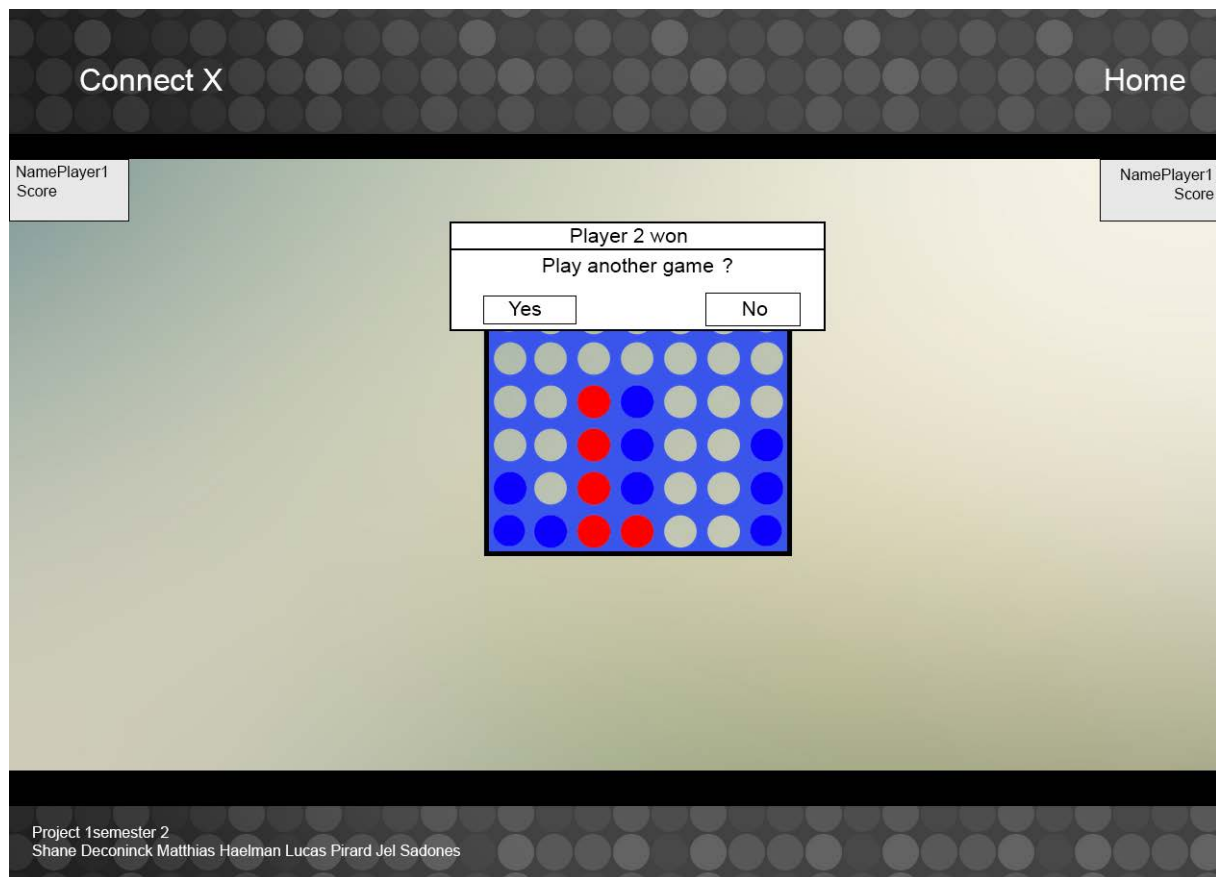 Connect X
Home
NamePlayer1
Score
NamePlayer1
Score
Player 2 won
Play another game ?
Yes
No
Project 1semester 2
Shane Deconinck Matthias Haelman Lucas Pirard Jel Sadones